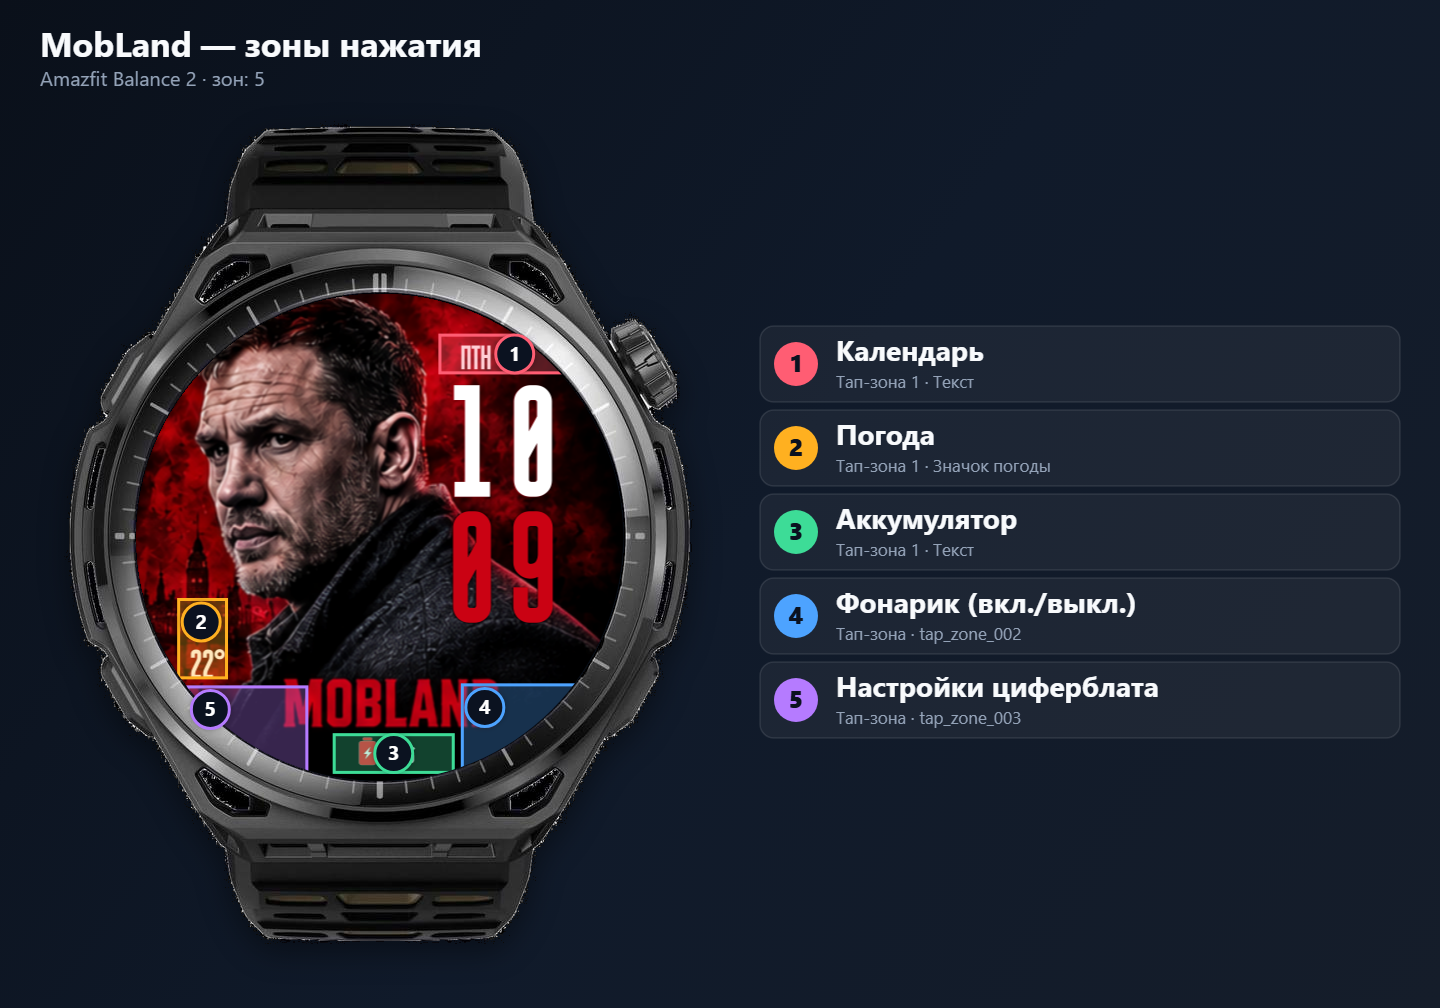 MobLand — зоны нажатия
Amazfit Balance 2 · зон: 5
ПТН
1
10
09
2
22°
MOBLAND
5
4
3
1
Календарь
Тап-зона 1 · Текст
2
Погода
Тап-зона 1 · Значок погоды
3
Аккумулятор
Тап-зона 1 · Текст
4
Фонарик (вкл./выкл.)
Тап-зона · tap_zone_002
5
Настройки циферблата
Тап-зона · tap_zone_003